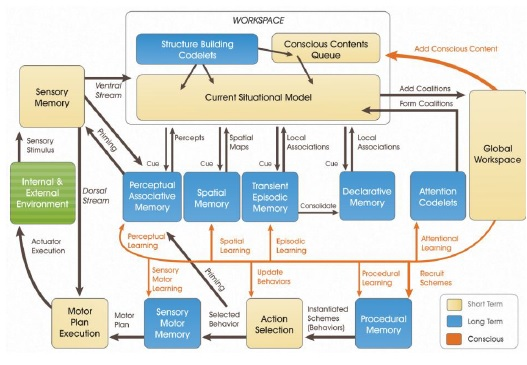 WORKSPACE
Structure Building
Codelets
Conscious Contents
Queue
Add Conscious Content
Sensory
Memory
Ventral
Stream
Current Situational Model
Add Coalitions
Form Coalitions
Global
Workspace
Sensory
Stimulus
Priming
Percepts
Cue
Spatial
Maps
Cue
Local
Associations
Cue
Local
Associations
Cue
Internal &
External
Environment
Dorsal
Stream
Perceptual
Associative
Memory
Spatial
Memory
Transient
Episodic
Memory
Consolidate
Declarative
Memory
Attention
Codelets
Perceptual
Learning
Spatial
Learning
Episodic
Learning
Attentional
Learning
Actuator
Execution
Sensory
Motor
Learning
Priming
Update
Behaviors
Procedural
Learning
Recruit
Schemes
Motor
Plan
Execution
Motor
Plan
Sensory
Motor
Memory
Selected
Behavior
Action
Selection
Instantiated
Schemes
(Behaviors)
Procedural
Memory
Short Term
Long Term
Conscious